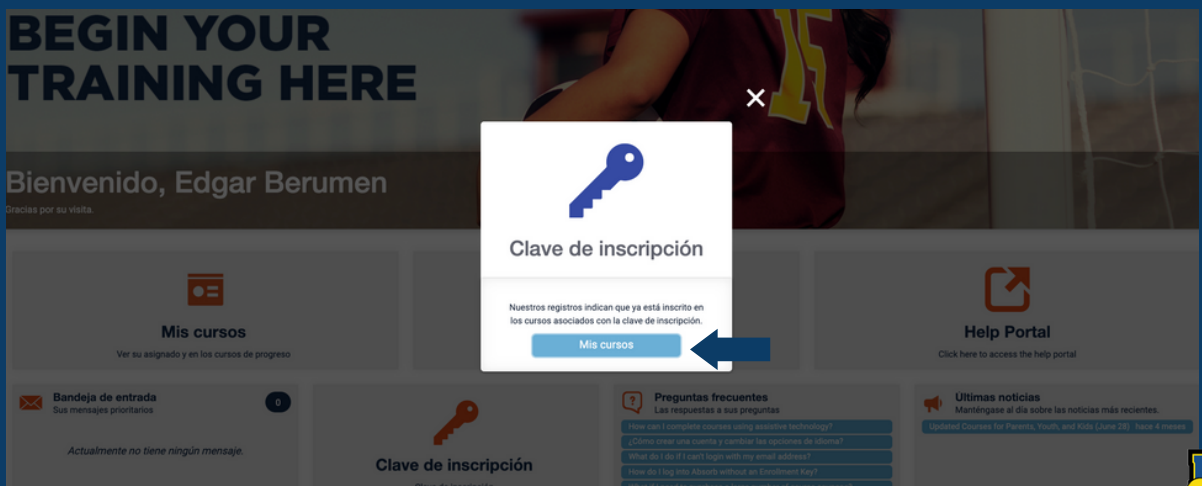 BEGIN YOUR
TRAINING HERE
15
Bienvenido, Edgar Berumen
Gracias por su visita.
Clave de inscripción
Nuestros registros indican que ya está inscrito en
los cursos asociados con la clave de inscripción.
Mis cursos
Mis cursos
Ver su asignado y en los cursos de progreso
Help Portal
Click here to access the help portal
Bandeja de entrada
Sus mensajes prioritarios
0
Actualmente no tiene ningún mensaje.
Clave de inscripción
Preguntas frecuentes
Las respuestas a sus preguntas
How can I complete courses using assistive technology?
¿Cómo crear una cuenta y cambiar las opciones de idioma?
What do I do if I can't login with my email address?
How do I log into Absorb without an Enrollment Key?
Últimas noticias
Manténgase al día sobre las noticias más recientes.
Updated Courses for Parents, Youth, and Kids (June 28) hace 4 meses